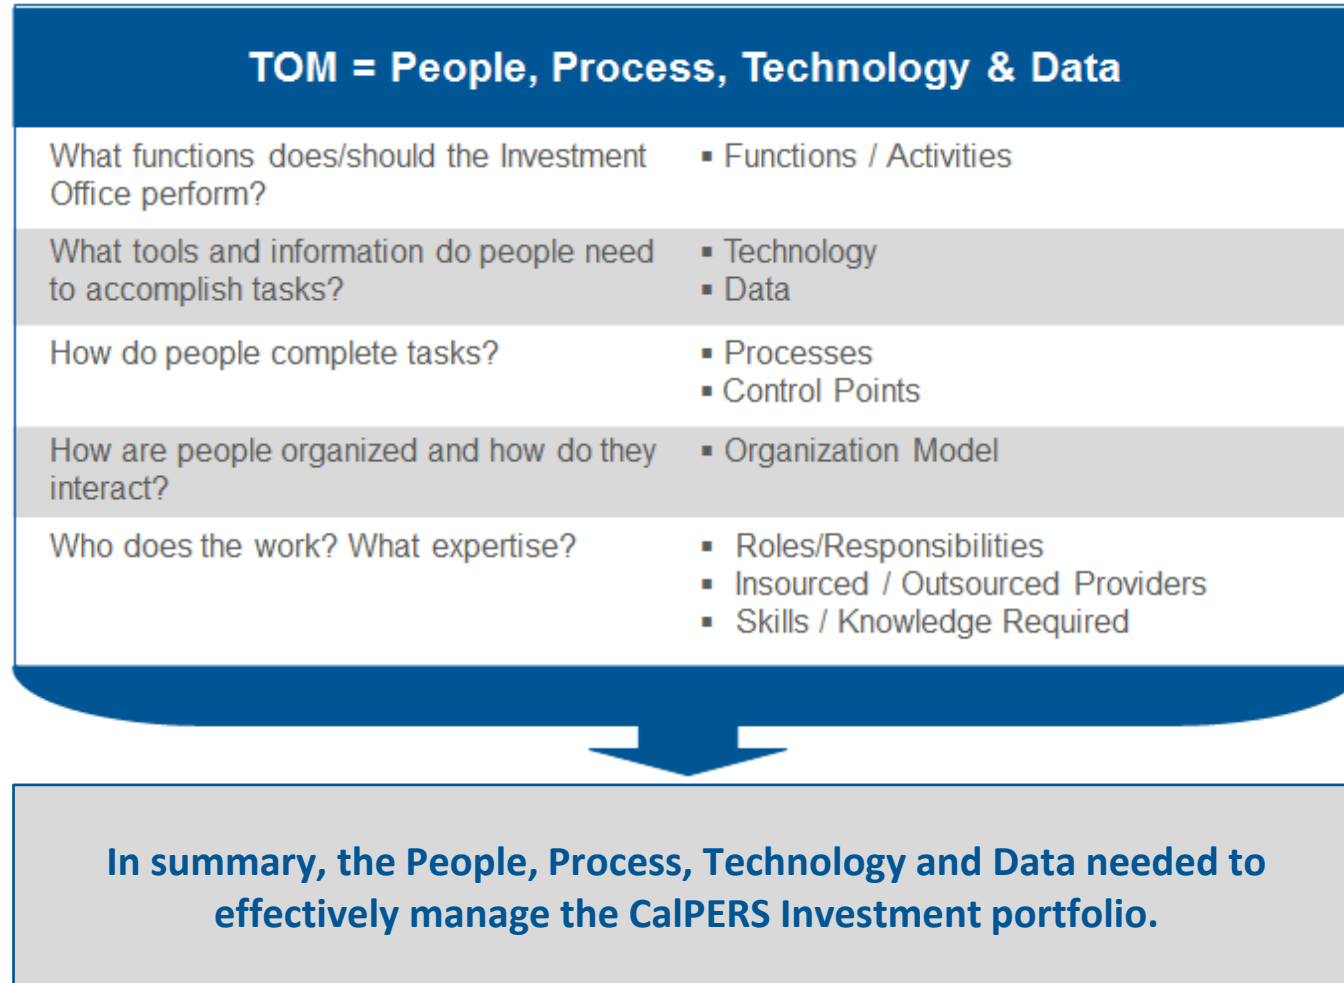 TOM = People, Process, Technology & Data
What functions does/should the Investment
Office perform?
▪ Functions / Activities
What tools and information do people need
to accomplish tasks?
▪ Technology
▪ Data
How do people complete tasks?
▪ Processes
▪ Control Points
How are people organized and how do they
interact?
▪ Organization Model
Who does the work? What expertise?
▪ Roles/Responsibilities
▪ Insourced / Outsourced Providers
▪ Skills / Knowledge Required
In summary, the People, Process, Technology and Data needed to
effectively manage the CalPERS Investment portfolio.